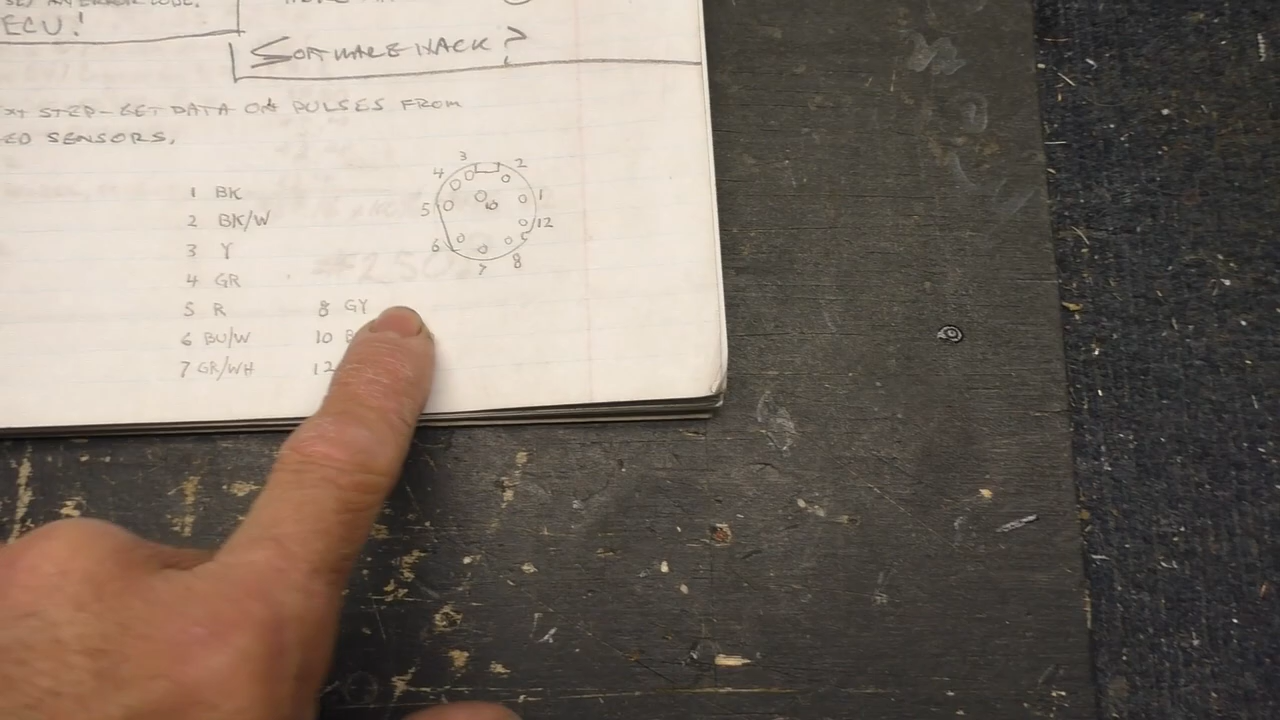 ECU!
SOFTWARE HACK?
STEP-GET DATA ON PULSES FROM
SENSORS.
1 BK
2 BK/W
3 Y
4 GR
5 R
6 BU/W
7 GR/WH
8 GY
10
12
3
2
4
1
5
10
12
6
7
8